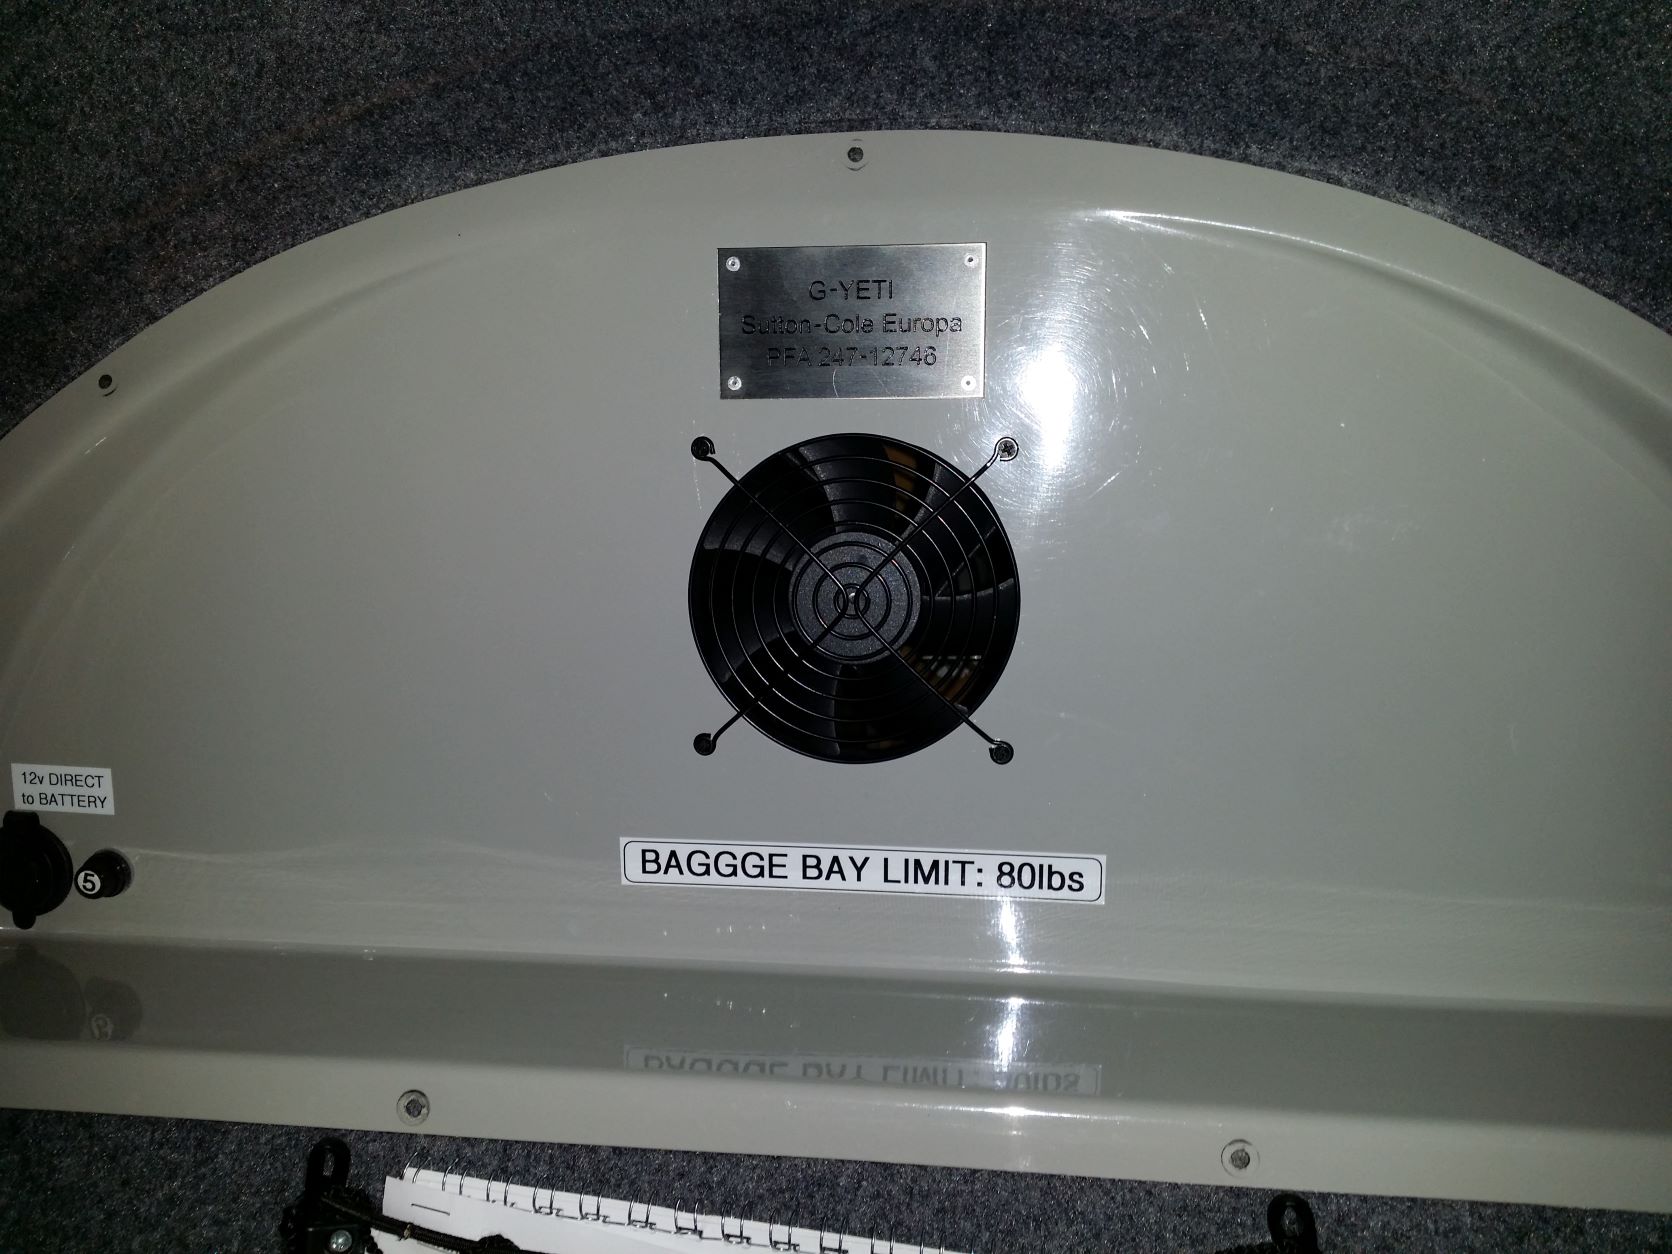 G-YETI
Sutton-Cole Europa
PFA 247-12746
12v DIRECT
to BATTERY
5
BAGGGE BAY LIMIT: 80lbs